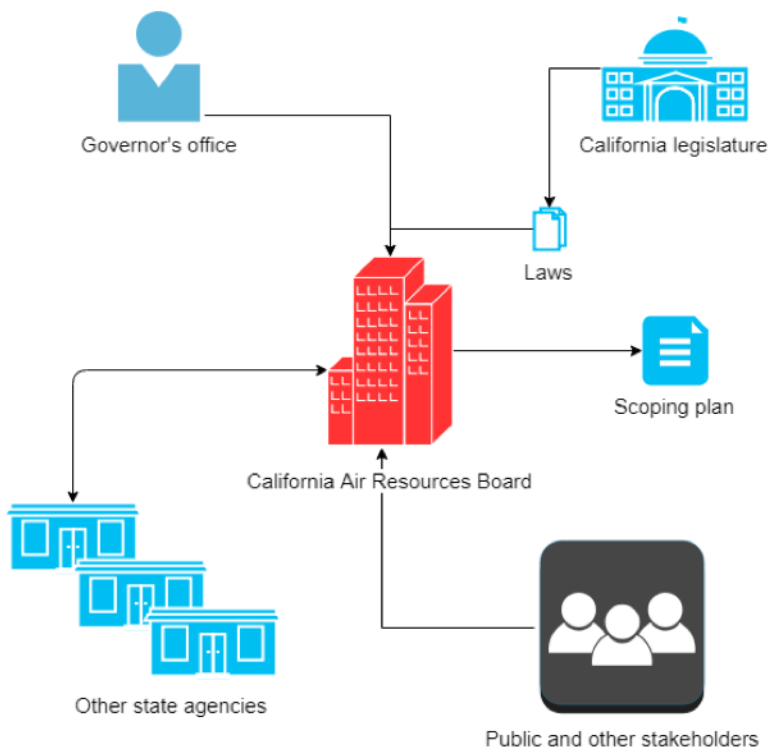 Governor's office
California legislature
Laws
Scoping plan
California Air Resources Board
Other state agencies
Public and other stakeholders